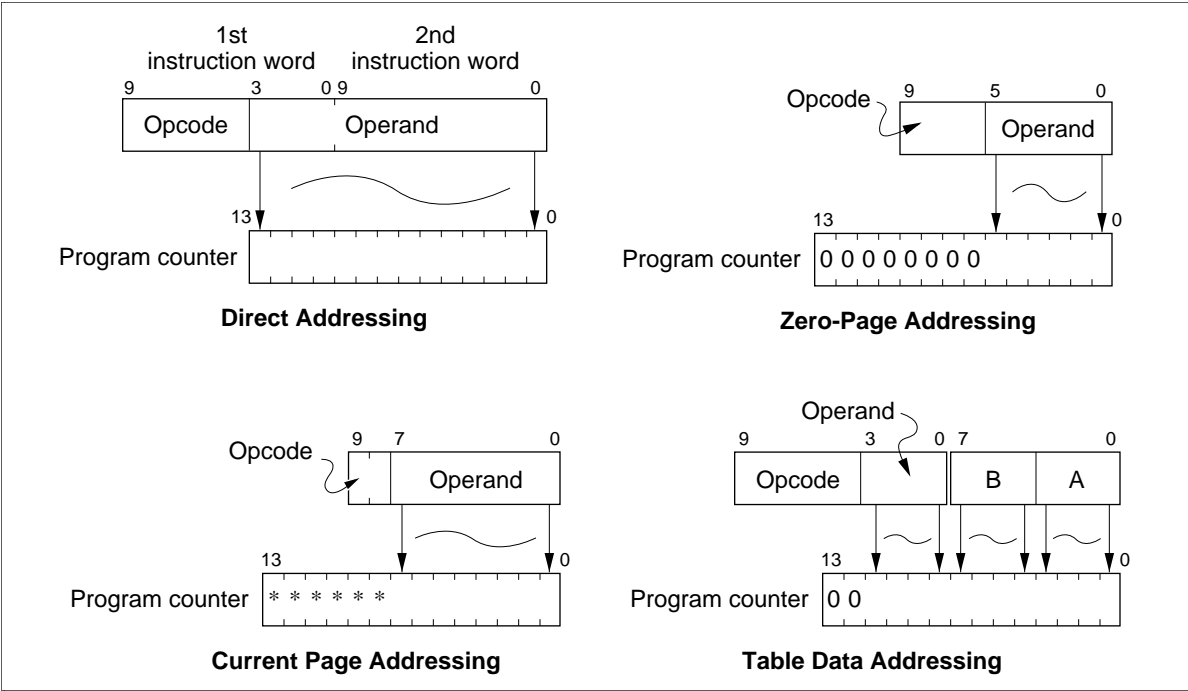 1st
instruction word
2nd
instruction word
9 3 0 9 0
Opcode Operand
13 0
Program counter
Direct Addressing
9 5 0
Opcode
Operand
13 0
Program counter 0 0 0 0 0 0 0 0
Zero-Page Addressing
9 7 0
Opcode
Operand
13 0
Program counter * * * * * *
Current Page Addressing
Operand
9 3 0 7 0
Opcode B A
13 0
Program counter 0 0
Table Data Addressing